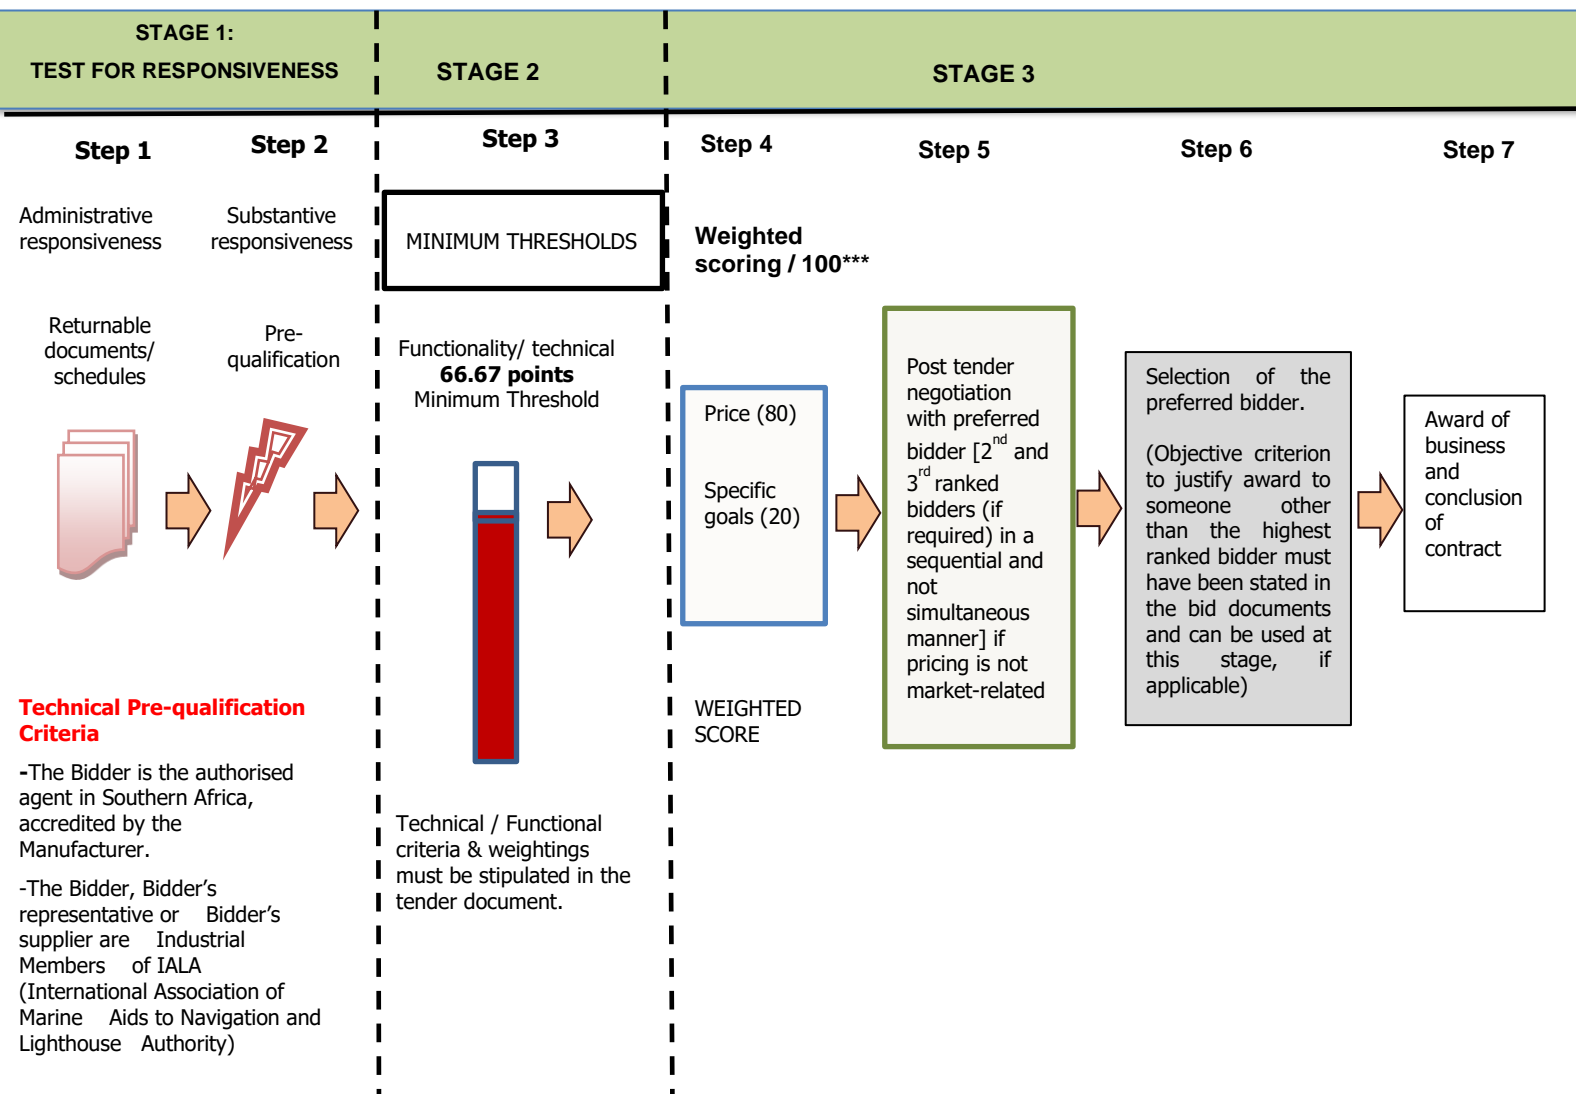 STAGE 1:
TEST FOR RESPONSIVENESS
STAGE 2
STAGE 3
Step 1
Step 2
Step 3
Step 4
Step 5
Step 6
Step 7
Administrative
responsiveness
Substantive
responsiveness
MINIMUM THRESHOLDS
Weighted
scoring / 100***
Returnable
documents/
schedules
Pre-
qualification
Functionality/ technical
66.67 points
Minimum Threshold
Price (80)
Specific
goals (20)
Post tender
negotiation
with preferred
bidder [2nd and
3rd ranked
bidders (if
required) in a
sequential and
not
simultaneous
manner] if
pricing is not
market-related
Selection of the
preferred bidder.
(Objective criterion
to justify award to
someone other
than the highest
ranked bidder must
have been stated in
the bid documents
and can be used at
this stage, if
applicable)
Award of
business
and
conclusion
of
contract
Technical Pre-qualification
Criteria
-The Bidder is the authorised
agent in Southern Africa,
accredited by the
Manufacturer.
-The Bidder, Bidder’s
representative or Bidder’s
supplier are Industrial
Members of IALA
(International Association of
Marine Aids to Navigation and
Lighthouse Authority)
Technical / Functional
criteria & weightings
must be stipulated in the
tender document.
WEIGHTED
SCORE